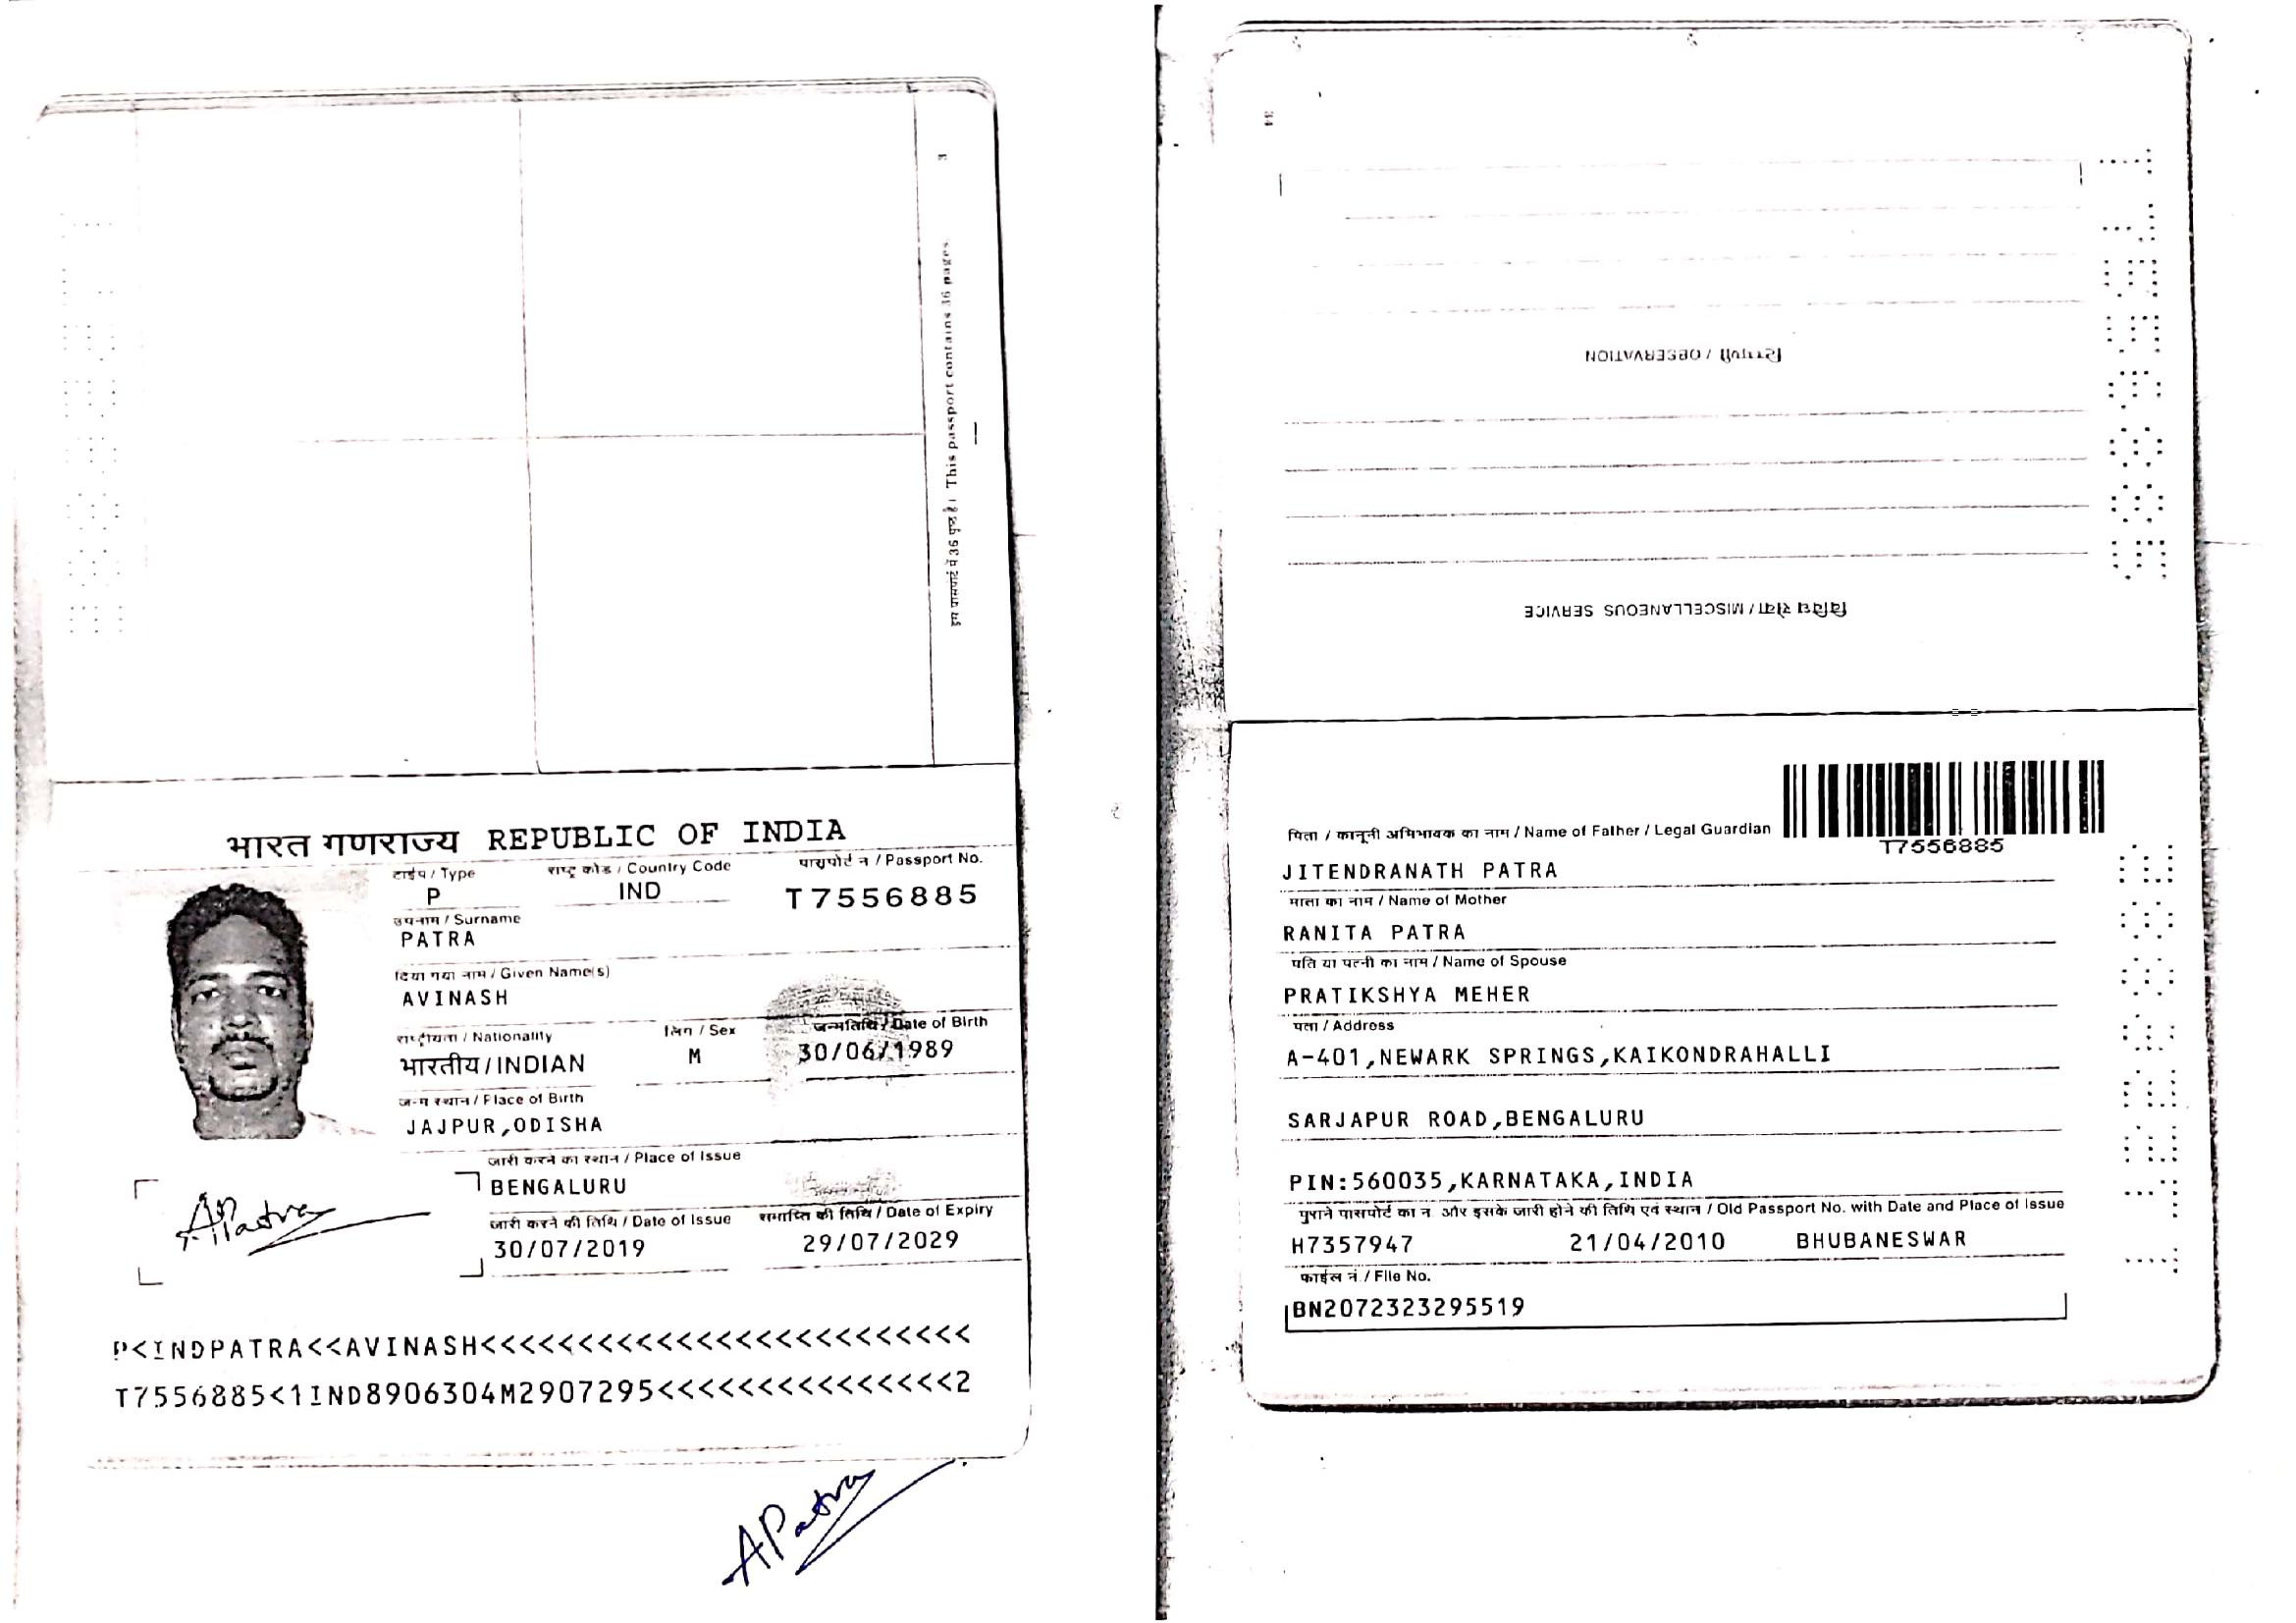 3
इस पासपोर्ट में 36 पृष्ठ है। This passport contains 36 pages.
भारत गणराज्य REPUBLIC OF INDIA
टाईप / Type राष्ट्र कोड / Country Code पासपोर्ट न / Passport No.
P IND T7556885
उपनाम / Surname
PATRA
दिया गया नाम / Given Name(s)
AVINASH
राष्ट्रीयता / Nationality लिंग / Sex जन्मतिथि / Date of Birth
भारतीय / INDIAN M 30/06/1989
जन्म स्थान / Place of Birth
JAJPUR,ODISHA
जारी करने का स्थान / Place of Issue
BENGALURU
जारी करने की तिथि / Date of Issue समाप्ति की तिथि / Date of Expiry
30/07/2019 29/07/2029
APatra
P<INDPATRA<<AVINASH<<<<<<<<<<<<<<<<<<<<<<<<<
T7556885<1IND8906304M2907295<<<<<<<<<<<<<<<2
APatra
34
टिप्पणी / OBSERVATION
विविध सेवा / MISCELLANEOUS SERVICE
T7556885
पिता / कानूनी अभिभावक का नाम / Name of Father / Legal Guardian
T7556885
JITENDRANATH PATRA
माता का नाम / Name of Mother
RANITA PATRA
पति या पत्नी का नाम / Name of Spouse
PRATIKSHYA MEHER
पता / Address
A-401,NEWARK SPRINGS,KAIKONDRAHALLI
SARJAPUR ROAD,BENGALURU
PIN:560035,KARNATAKA,INDIA
पुराने पासपोर्ट का न और इसके जारी होने की तिथि एवं स्थान / Old Passport No. with Date and Place of Issue
H7357947 21/04/2010 BHUBANESWAR
फाईल नं / File No.
BN2072323295519